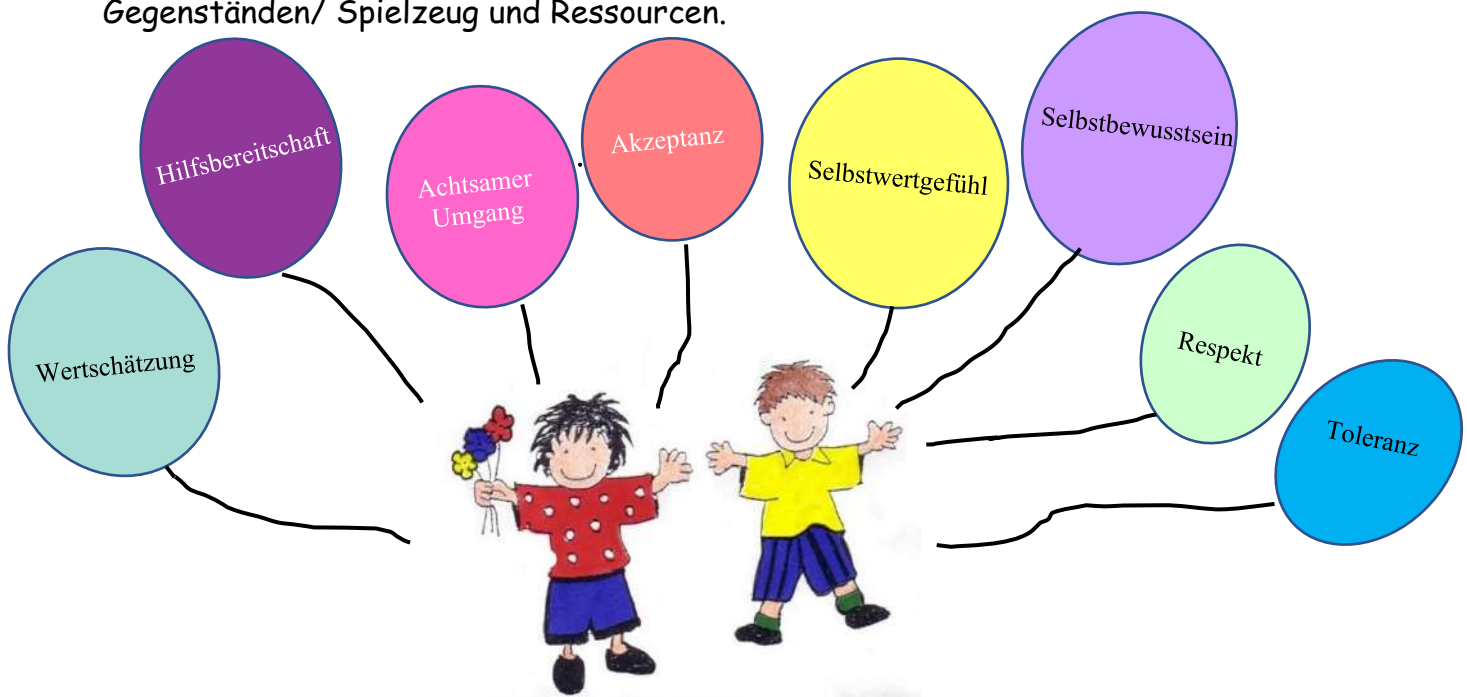 Gegenständen/ Spielzeug und Ressourcen.
Hilfsbereitschaft
Achtsamer
Umgang
Akzeptanz
Selbstwertgefühl
Selbstbewusstsein
Wertschätzung
Respekt
Toleranz